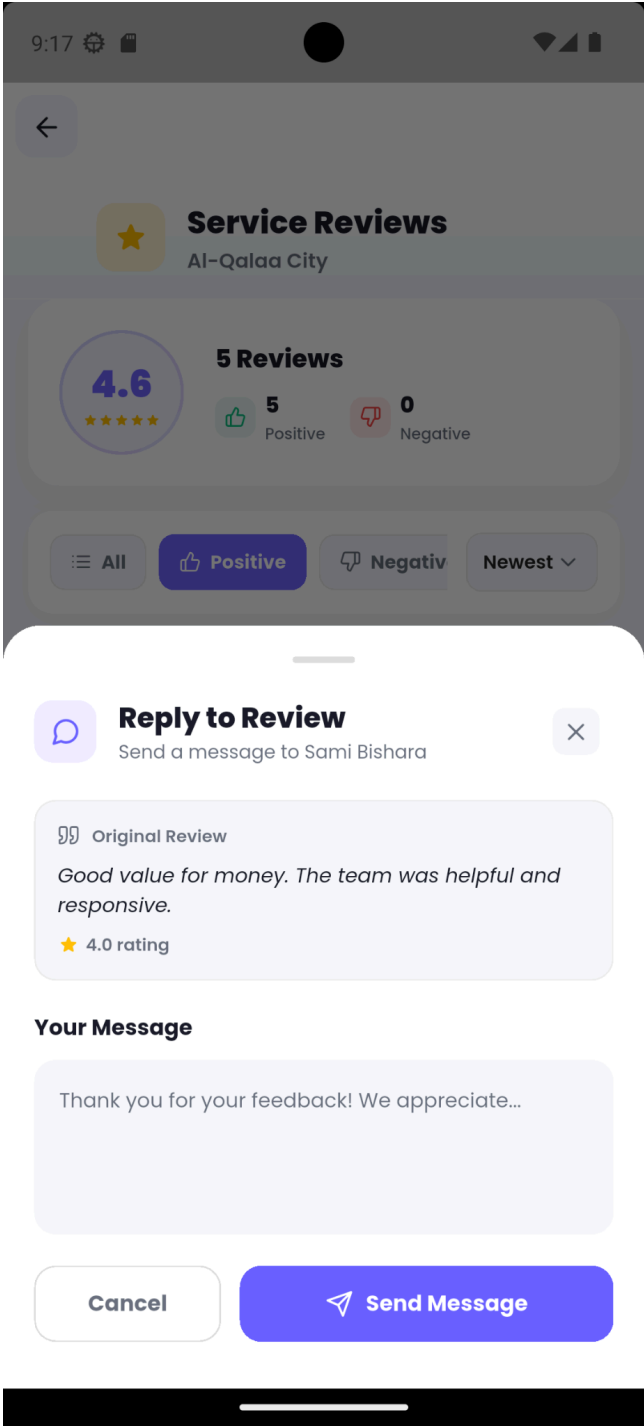 9:17
Service Reviews
Al-Qalaa City
4.6
5 Reviews
5
Positive
0
Negative
All
Positive
Negativ
Newest
Reply to Review
Send a message to Sami Bishara
Original Review
Good value for money. The team was helpful and
responsive.
4.0 rating
Your Message
Thank you for your feedback! We appreciate...
Cancel
Send Message